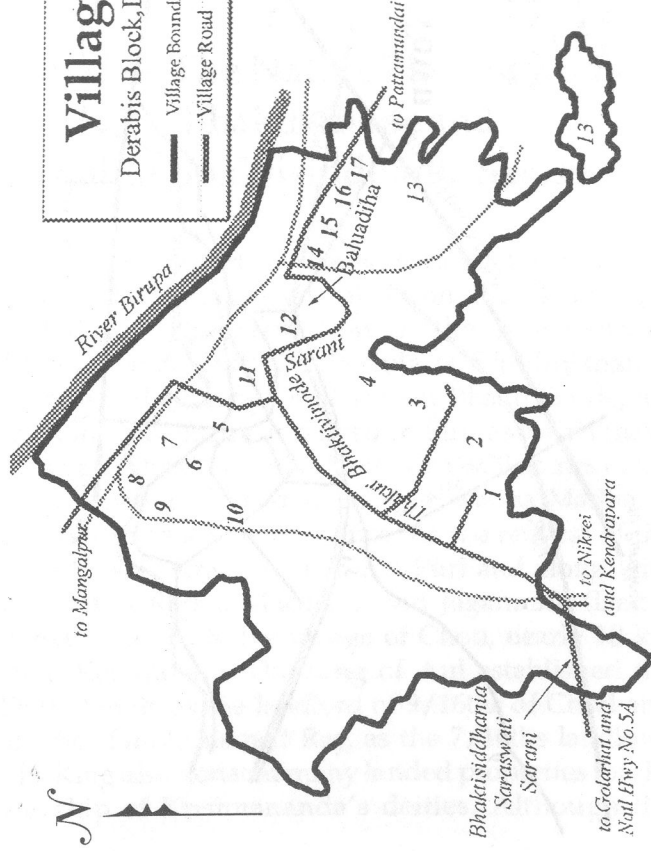 Villag
Derabis Block,
Village Bound
Village Road
River Birupa
to Pattamundai
to Mangalpur
14 15 16 17
13
13
Baluadiha
12
11
Thakur Bhaktivinode Sarani
7
5
6
8
9
10
4
3
2
1
N
Bhaktisiddhanta
Saraswati
Sarani
to Nikrei
and Kendrapara
to Golarhat, and
Natl Hwy No.5A